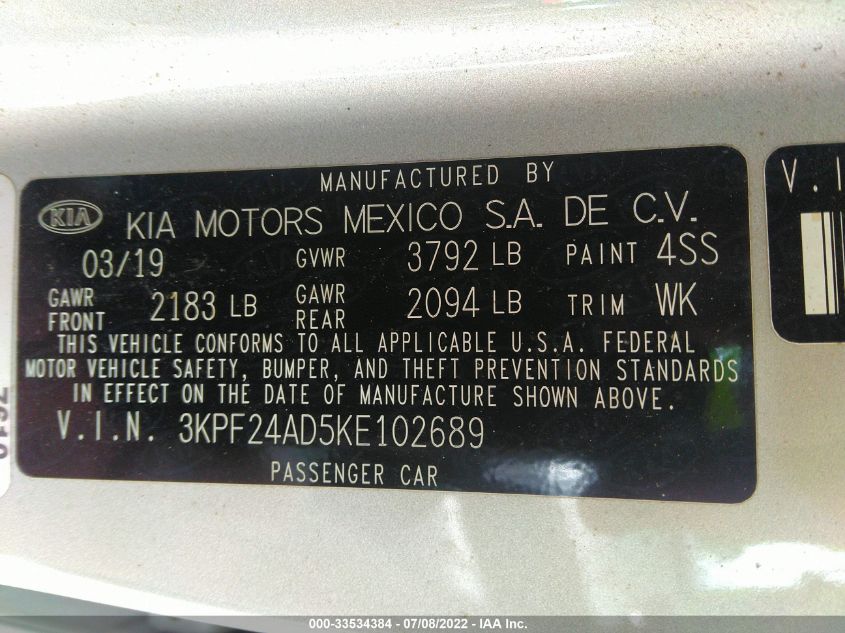 MANUFACTURED BY
KIA KIA MOTORS MEXICO S.A. DE C.V.
03/19 GVWR 3792 LB PAINT 4SS
GAWR FRONT 2183 LB GAWR REAR 2094 LB TRIM WK
THIS VEHICLE CONFORMS TO ALL APPLICABLE U.S.A. FEDERAL
MOTOR VEHICLE SAFETY, BUMPER, AND THEFT PREVENTION STANDARDS
IN EFFECT ON THE DATE OF MANUFACTURE SHOWN ABOVE.
V.I.N. 3KPF24AD5KE102689
PASSENGER CAR
V.I
000-33534384 - 07/08/2022 - IAA Inc.